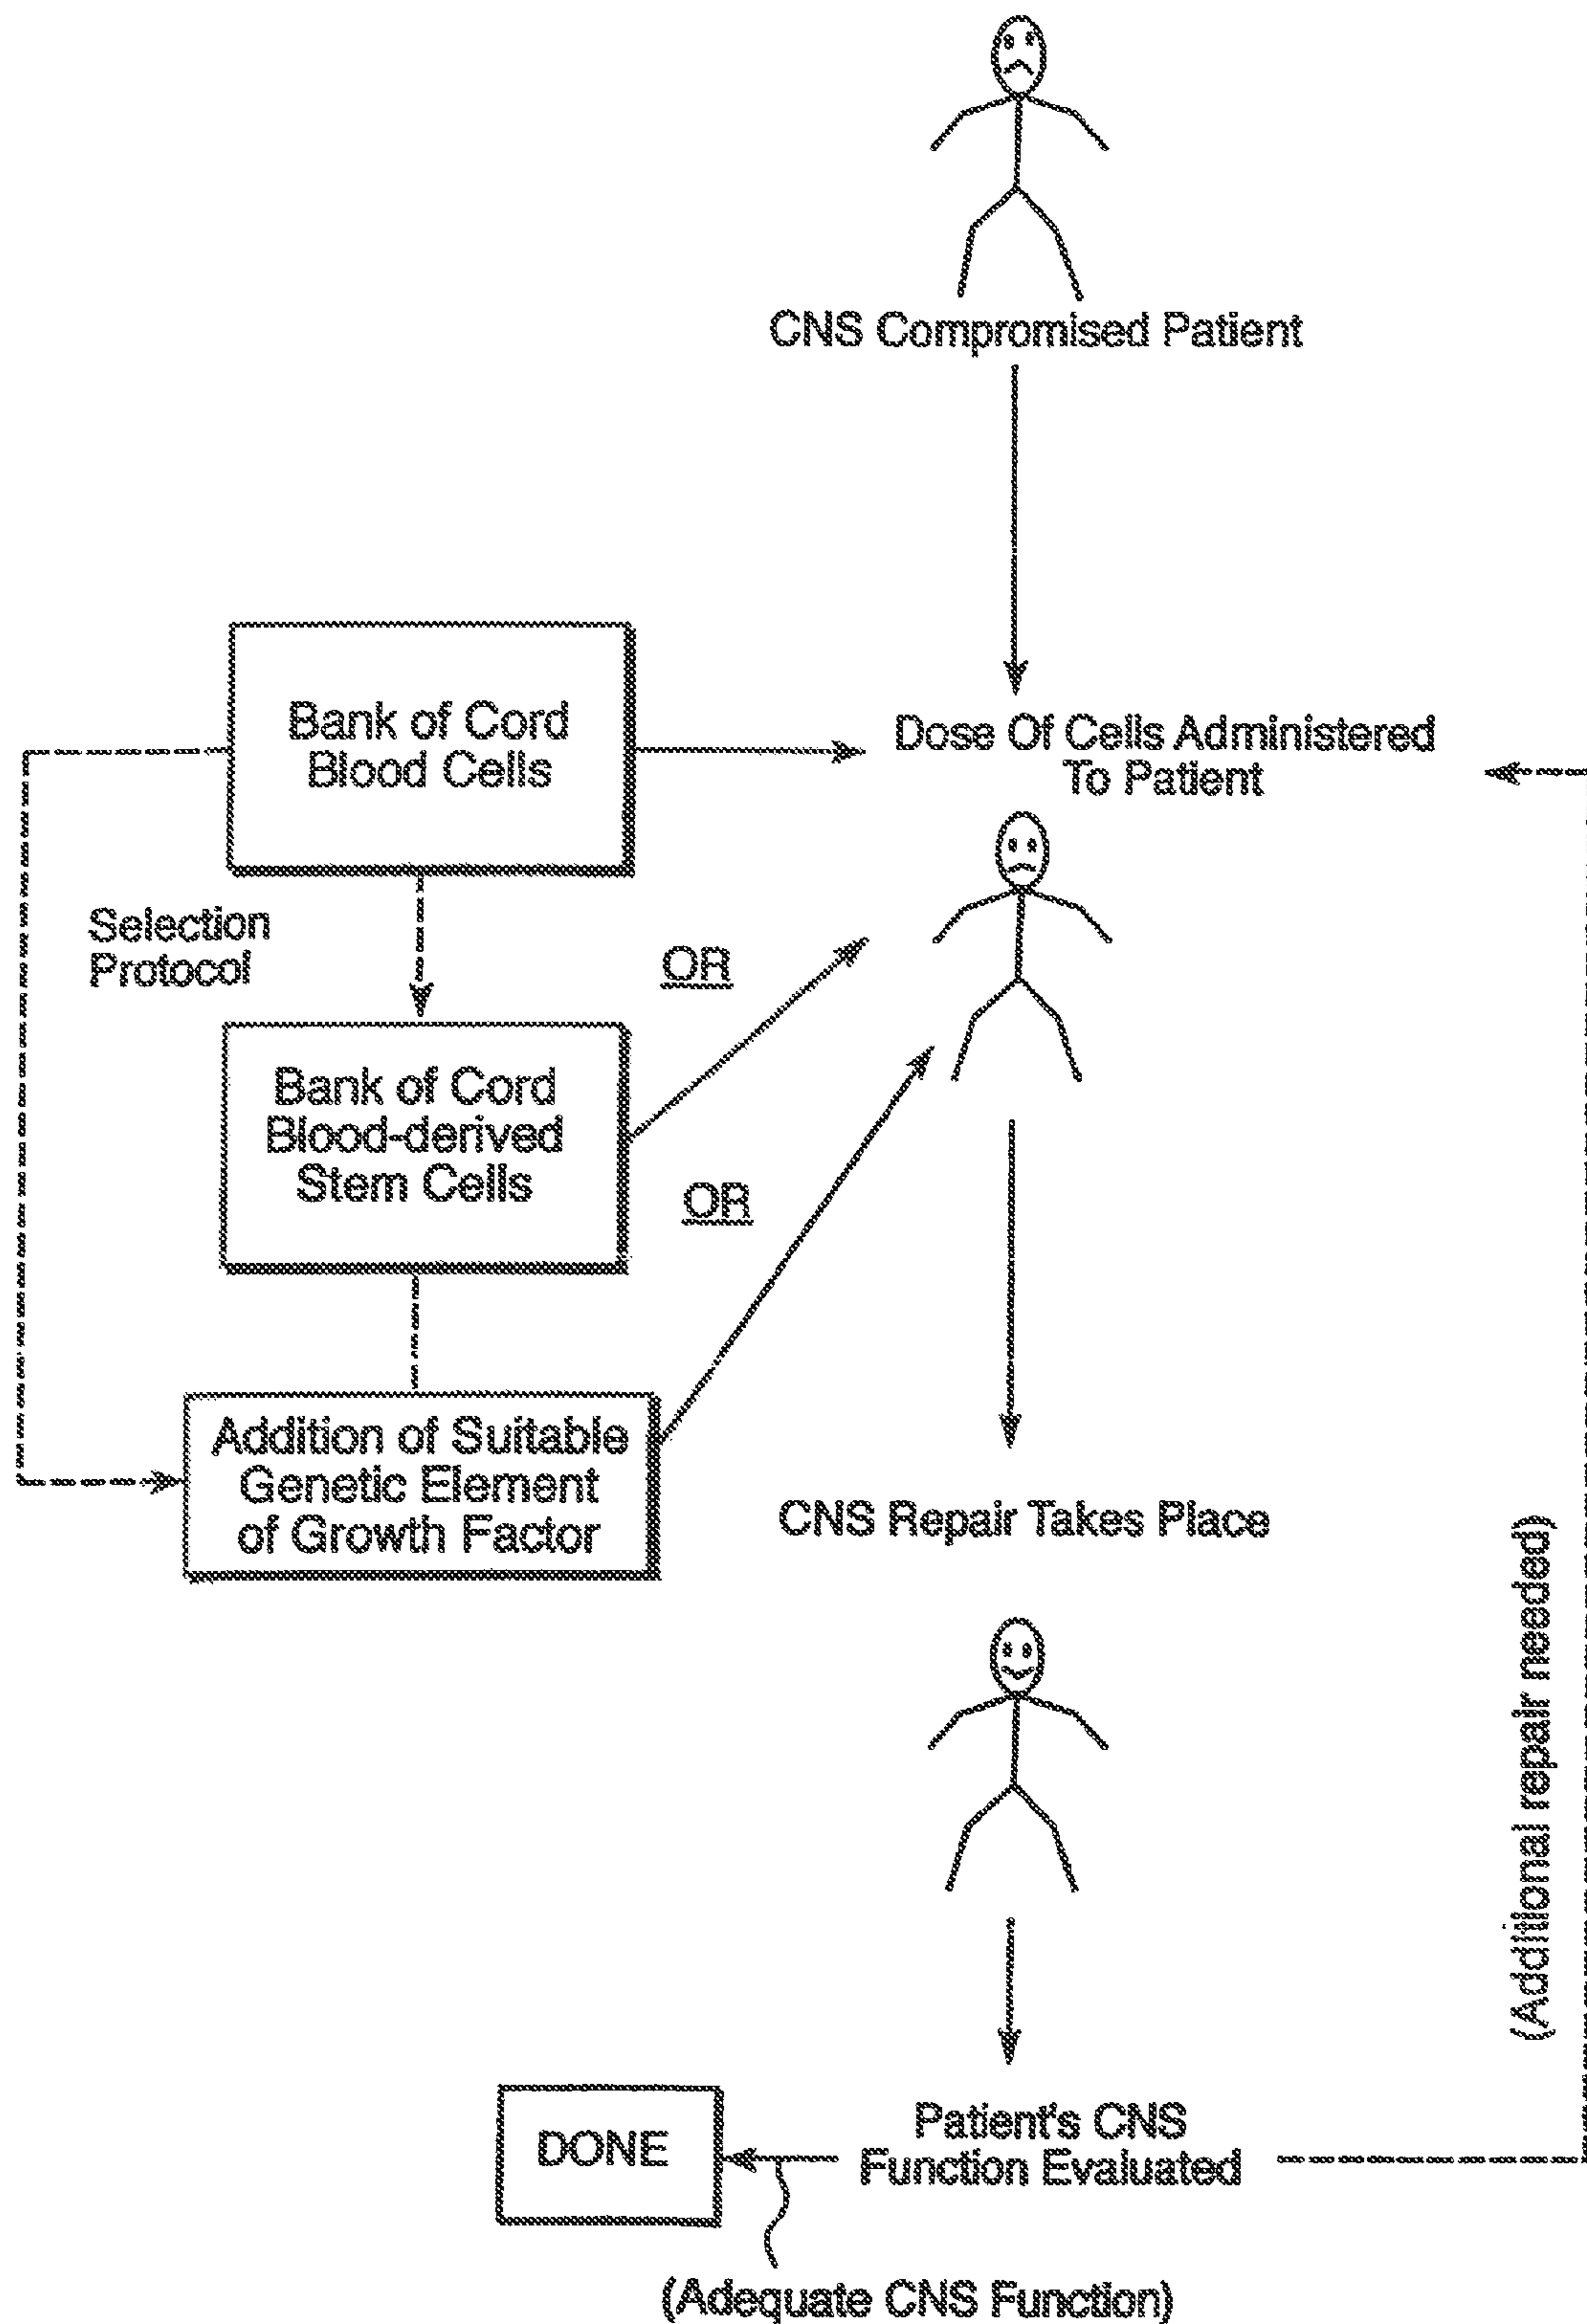 CNS Compromised Patient
Bank of Cord
Blood Cells
Dose Of Cells Administered
To Patient
Selection
Protocol
OR
Bank of Cord
Blood-derived
Stem Cells
OR
Addition of Suitable
Genetic Element
of Growth Factor
CNS Repair Takes Place
(Additional repair needed)
DONE
Patient's CNS
Function Evaluated
(Adequate CNS Function)